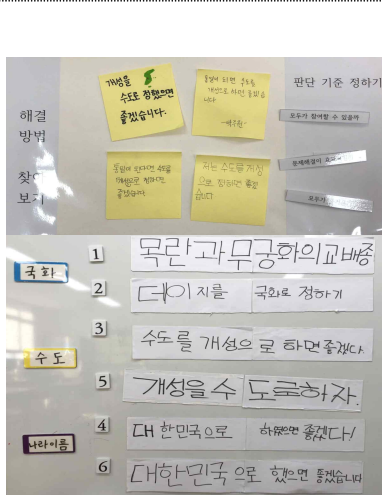 개성을
수도로 정했으면
좋겠습니다.
통일이 되면 수도를
개성으로 하면 좋겠습
니다
판단 기준 정하기
해결
방법
찾아
보기
모두가 참여할 수 있을까
문제해결이
모두가
통일이 된다면 수도를
개성으로 정하면
좋겠습니다.
저는 수도를 개성
으로 정하면 좋겠
습니다
국화
1 목란과 무궁화의 교배종
2 데이지를 국화로 정하기
3 수도를 개성으로 하면 좋겠다
수도
5 개성을 수도로 하자.
4 대한민국으로 하였으면 좋겠다!
나라이름
6 대한민국으로 했으면 좋겠습니다